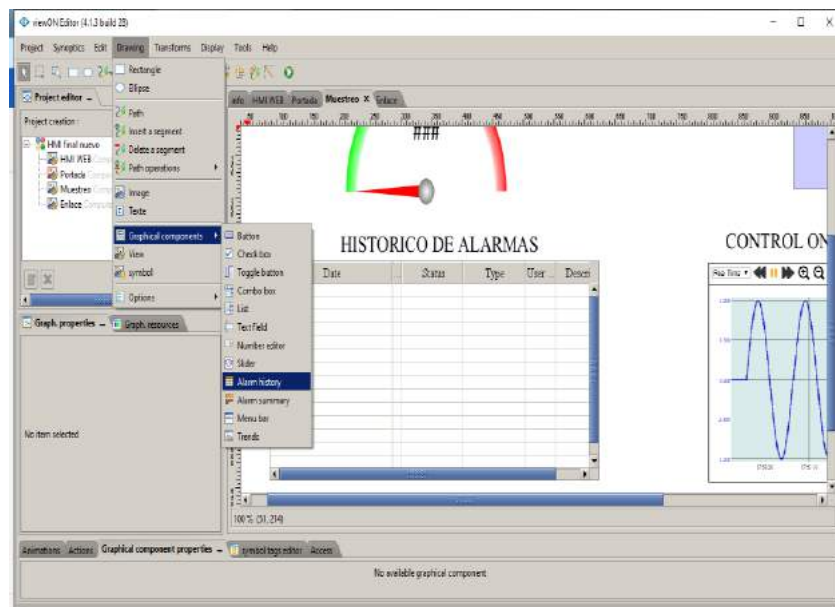 viewON Editor (4.1.3 build 23)
Project Synoptics Edit Drawing Transforms Display Tools Help
Project editor
Project creation :
HMI final nuevo
HMI WEB
Portada
Muestreo
Enlace
Rectangle
Ellipse
Path
Insert a segment
Delete a segment
Path operations
Image
Texte
Graphical components
View
symbol
Options
Button
Check box
Toggle button
Combo box
List
Text Field
Number editor
Slider
Alarm history
Alarm summary
Menu bar
Trends
info HMI WEB Portada Muestreo X Enlace
###
HISTORICO DE ALARMAS
Date ... Status Type User ... Descri
CONTROL ON
Graph. properties Graph. resources
No item selected
100 % (51, 214)
Animations Actions Graphical component properties symbol tags editor Access
No available graphical component